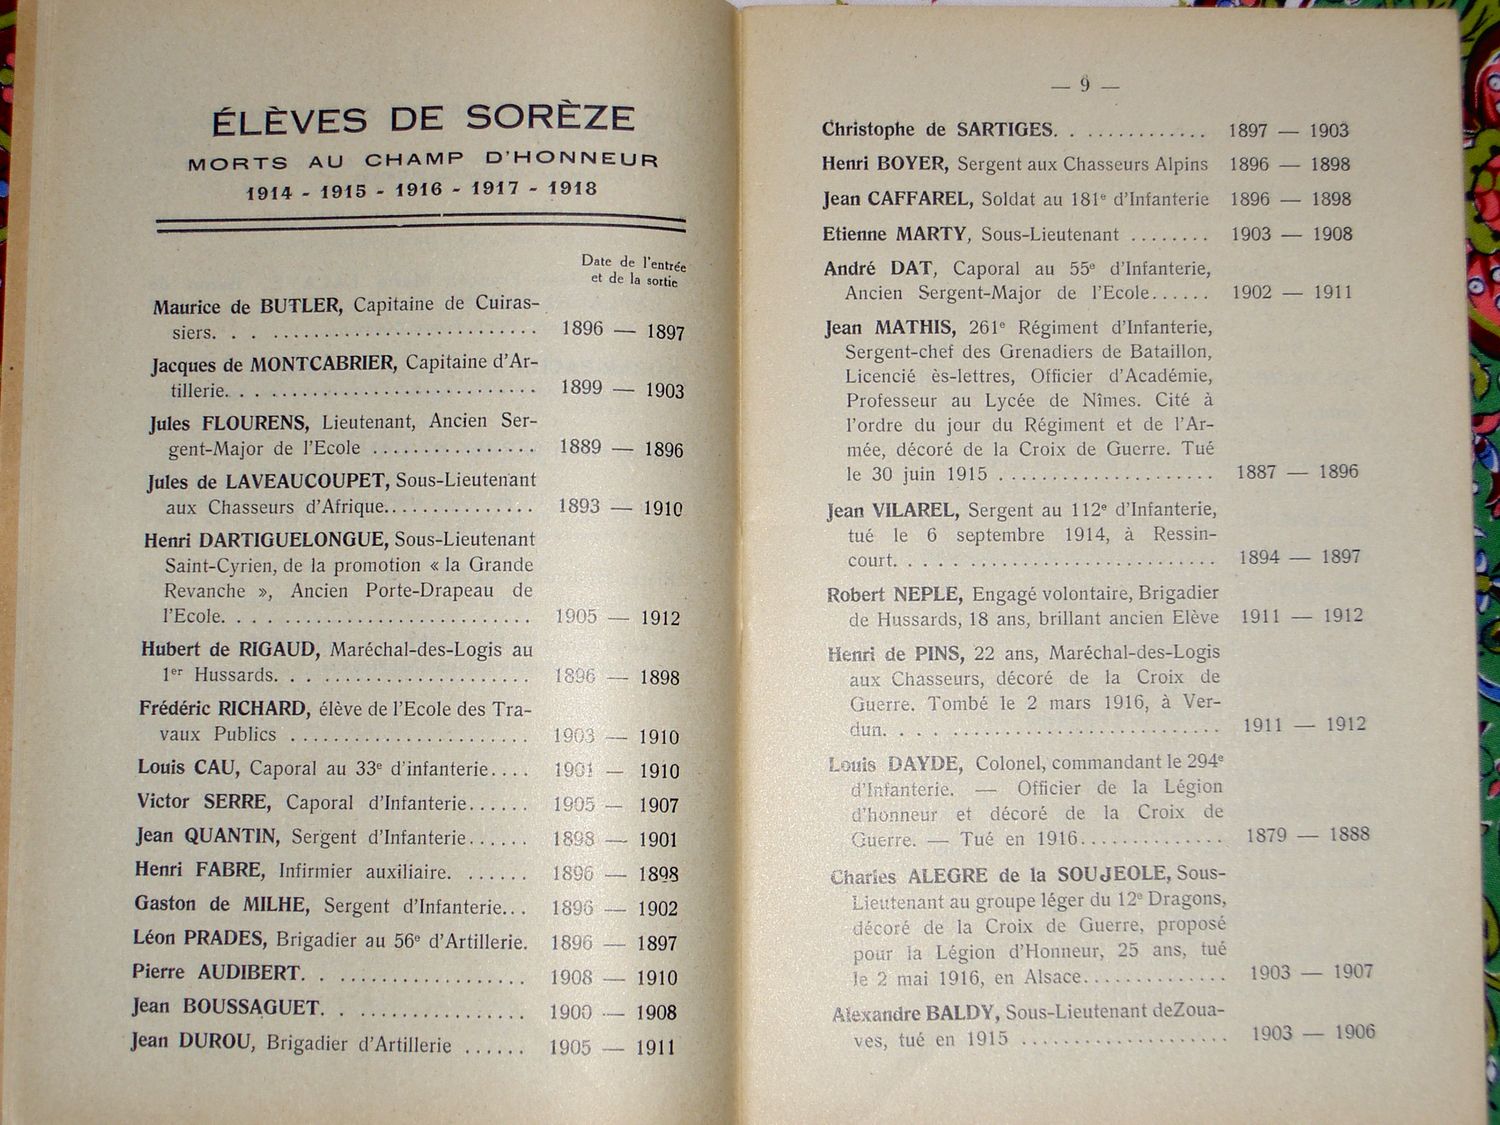 ÉLÈVES DE SORÈZE
MORTS AU CHAMP D'HONNEUR
1914 - 1915 - 1916 - 1917 - 1918
Date de l'entrée
et de la sortie
Maurice de BUTLER, Capitaine de Cuiras-
siers. . . ........................... 1896 — 1897
Jacques de MONTCABRIER, Capitaine d'Ar-
tillerie. . . .......................... 1899 — 1903
Jules FLOURENS, Lieutenant, Ancien Ser-
gent-Major de l'Ecole ................ 1889 — 1896
Jules de LAVEAUCOUPET, Sous-Lieutenant
aux Chasseurs d'Afrique............... 1893 — 1910
Henri DARTIGUELONGUE, Sous-Lieutenant
Saint-Cyrien, de la promotion « la Grande
Revanche », Ancien Porte-Drapeau de
l'Ecole. . . .......................... 1905 — 1912
Hubert de RIGAUD, Maréchal-des-Logis au
1er Hussards. . . ..................... 1896 — 1898
Frédéric RICHARD, élève de l'Ecole des Tra-
vaux Publics ........................ 1903 — 1910
Louis CAU, Caporal au 33e d'infanterie.... 1901 — 1910
Victor SERRE, Caporal d'Infanterie...... 1905 — 1907
Jean QUANTIN, Sergent d'Infanterie...... 1898 — 1901
Henri FABRE, Infirmier auxiliaire. ...... 1896 — 1898
Gaston de MILHE, Sergent d'Infanterie... 1896 — 1902
Léon PRADES, Brigadier au 56e d'Artillerie. 1896 — 1897
Pierre AUDIBERT. . .................... 1908 — 1910
Jean BOUSSAGUET. . ................. 1900 — 1908
Jean DUROU, Brigadier d'Artillerie ...... 1905 — 1911
— 9 —
Christophe de SARTIGES. . ............ 1897 — 1903
Henri BOYER, Sergent aux Chasseurs Alpins 1896 — 1898
Jean CAFFAREL, Soldat au 181e d'Infanterie 1896 — 1898
Etienne MARTY, Sous-Lieutenant ........ 1903 — 1908
André DAT, Caporal au 55e d'Infanterie,
Ancien Sergent-Major de l'Ecole...... 1902 — 1911
Jean MATHIS, 261e Régiment d'Infanterie,
Sergent-chef des Grenadiers de Bataillon,
Licencié ès-lettres, Officier d'Académie,
Professeur au Lycée de Nîmes. Cité à
l'ordre du jour du Régiment et de l'Ar-
mée, décoré de la Croix de Guerre. Tué
le 30 juin 1915 ...................... 1887 — 1896
Jean VILAREL, Sergent au 112e d'Infanterie,
tué le 6 septembre 1914, à Ressin-
court. . . ............................ 1894 — 1897
Robert NEPLE, Engagé volontaire, Brigadier
de Hussards, 18 ans, brillant ancien Elève 1911 — 1912
Henri de PINS, 22 ans, Maréchal-des-Logis
aux Chasseurs, décoré de la Croix de
Guerre. Tombé le 2 mars 1916, à Ver-
dun. . . ............................. 1911 — 1912
Louis DAYDE, Colonel, commandant le 294e
d'Infanterie. — Officier de la Légion
d'honneur et décoré de la Croix de
Guerre. — Tué en 1916............... 1879 — 1888
Charles ALEGRE de la SOUJEOLE, Sous-
Lieutenant au groupe léger du 12e Dragons,
décoré de la Croix de Guerre, proposé
pour la Légion d'Honneur, 25 ans, tué
le 2 mai 1916, en Alsace.............. 1903 — 1907
Alexandre BALDY, Sous-Lieutenant deZoua-
ves, tué en 1915 .................... 1903 — 1906